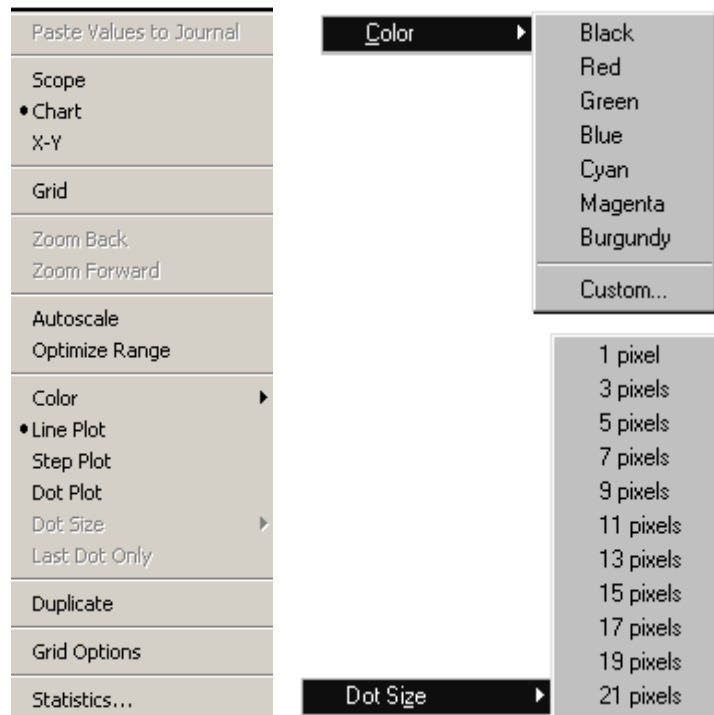 Paste Values to Journal
Scope
• Chart
X-Y
Grid
Zoom Back
Zoom Forward
Autoscale
Optimize Range
Color
• Line Plot
Step Plot
Dot Plot
Dot Size
Last Dot Only
Duplicate
Grid Options
Statistics...
Color
Black
Red
Green
Blue
Cyan
Magenta
Burgundy
Custom...
Dot Size
1 pixel
3 pixels
5 pixels
7 pixels
9 pixels
11 pixels
13 pixels
15 pixels
17 pixels
19 pixels
21 pixels